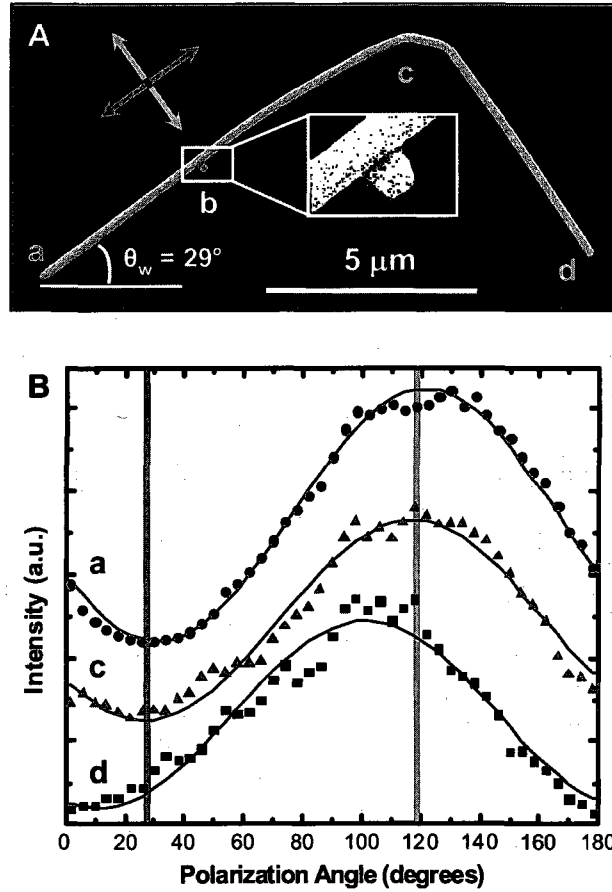 A
c
b
a
θw = 29°
5 μm
d
B
a
c
d
Intensity (a.u.)
0 20 40 60 80 100 120 140 160 180
Polarization Angle (degrees)